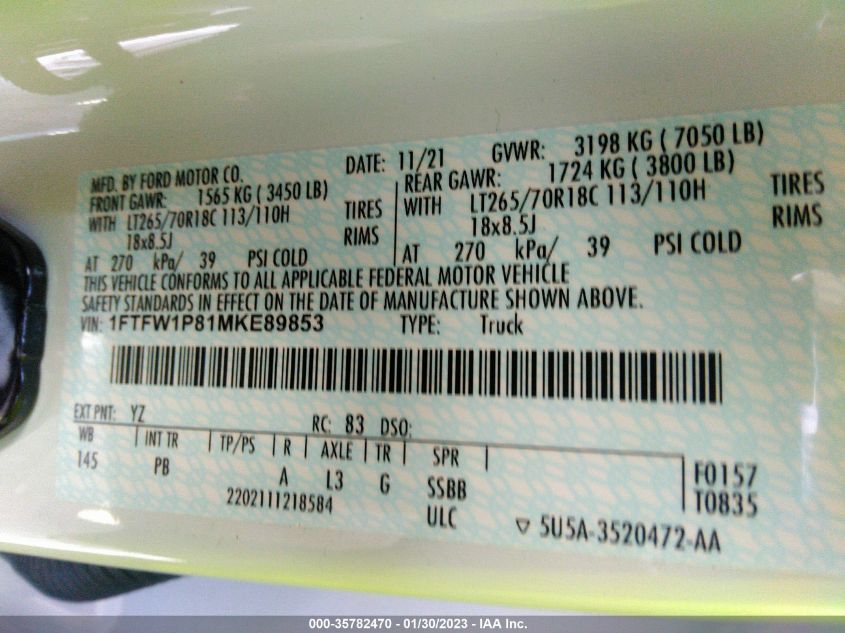 MFD. BY FORD MOTOR CO.
DATE: 11/21 GVWR: 3198 KG ( 7050 LB)
FRONT GAWR: 1565 KG ( 3450 LB)
REAR GAWR: 1724 KG ( 3800 LB)
WITH LT265/70R18C 113/110H TIRES
WITH LT265/70R18C 113/110H TIRES
18x8.5J RIMS
18x8.5J RIMS
AT 270 kPa/ 39 PSI COLD
AT 270 kPa/ 39 PSI COLD
THIS VEHICLE CONFORMS TO ALL APPLICABLE FEDERAL MOTOR VEHICLE
SAFETY STANDARDS IN EFFECT ON THE DATE OF MANUFACTURE SHOWN ABOVE.
VIN: 1FTFW1P81MKE89853 TYPE: Truck
EXT PNT: YZ RC: 83 DSO:
WB INT TR TP/PS R AXLE TR SPR
145 PB A L3 G SSBB F0157
2202111218584 ULC T0835
▽ 5U5A-3520472-AA
000-35782470 - 01/30/2023 - IAA Inc.